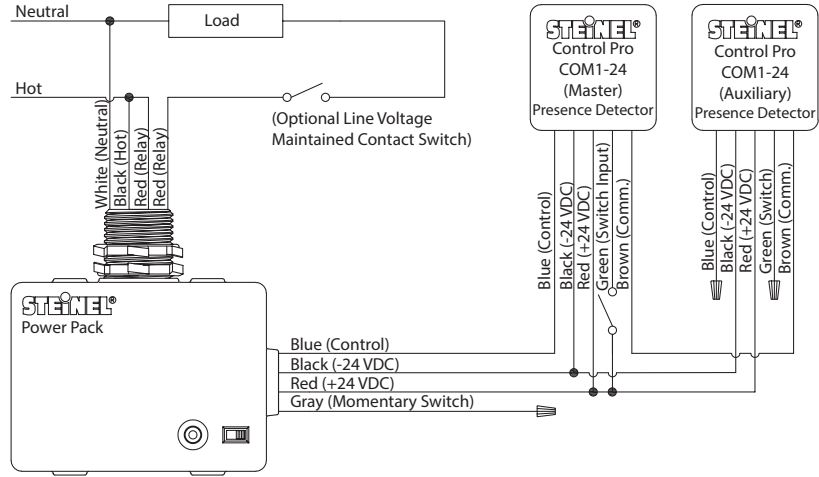 Neutral
Load
Hot
(Optional Line Voltage
Maintained Contact Switch)
White (Neutral)
Black (Hot)
Red (Relay)
Red (Relay)
STEINEL®
Control Pro
COM1-24
(Master)
Presence Detector
STEINEL®
Control Pro
COM1-24
(Auxiliary)
Presence Detector
Blue (Control)
Black (-24 VDC)
Red (+24 VDC)
Green (Switch Input)
Brown (Comm.)
Blue (Control)
Black (-24 VDC)
Red (+24 VDC)
Green (Switch)
Brown (Comm.)
STEINEL®
Power Pack
Blue (Control)
Black (-24 VDC)
Red (+24 VDC)
Gray (Momentary Switch)